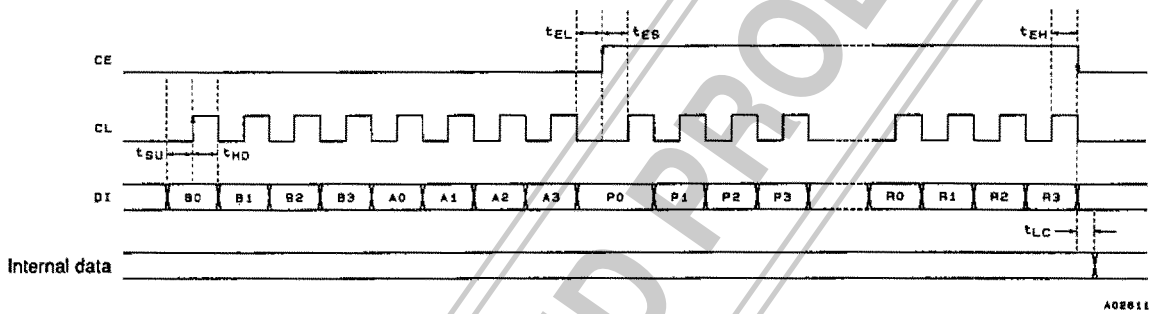 tEL tES tEH
CE
CL
tSU tHD
DI B0 B1 B2 B3 A0 A1 A2 A3 P0 P1 P2 P3 R0 R1 R2 R3
tLC
Internal data
A02611